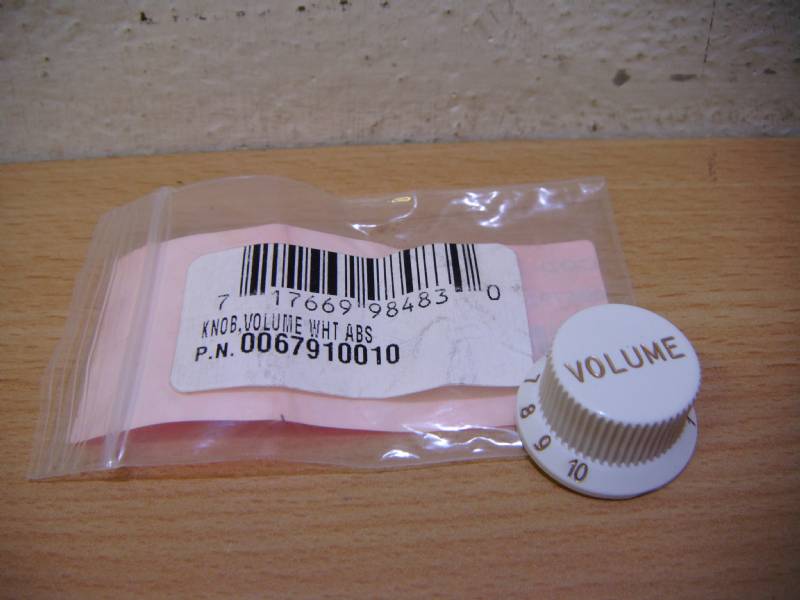 7 17669 98483 0
KNOB,VOLUME WHT ABS
P.N. 0067910010
VOLUME
7
8
9
10